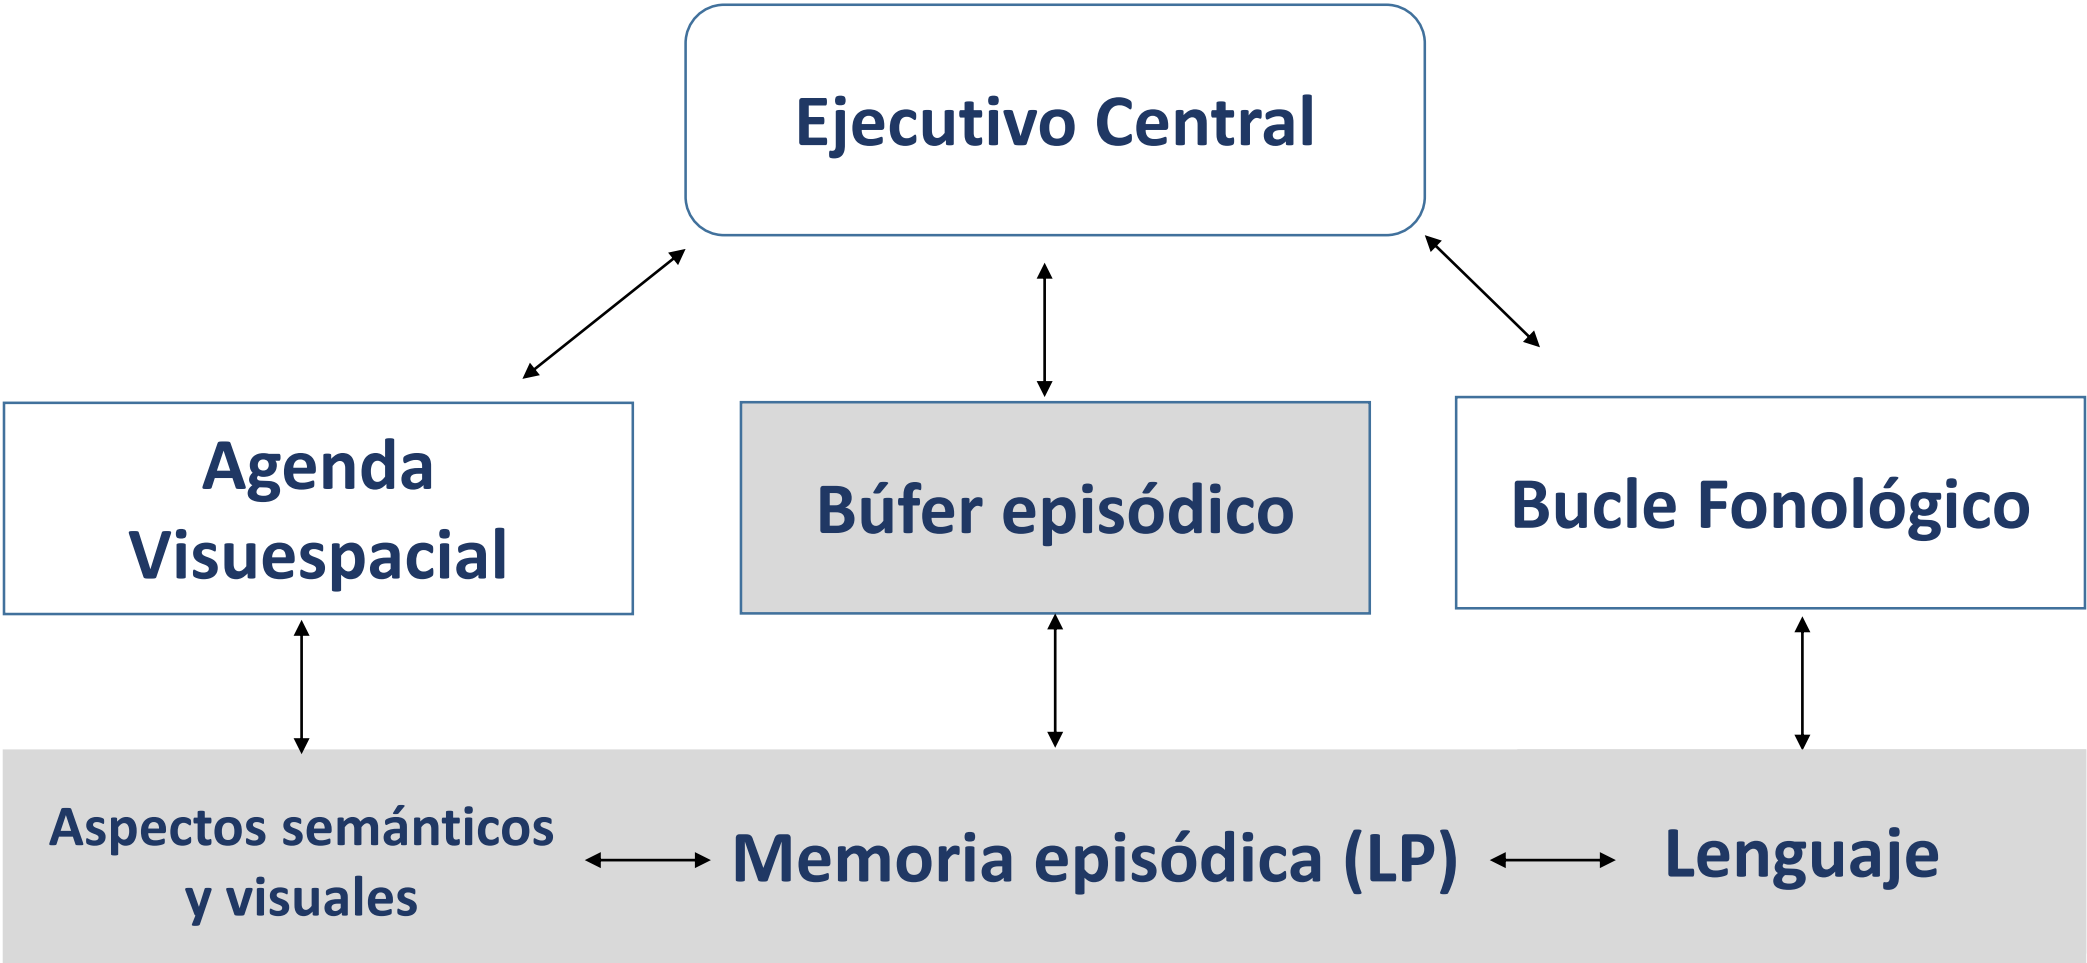 Ejecutivo Central
Agenda
Visuespacial
Búfer episódico
Bucle Fonológico
Aspectos semánticos
y visuales
Memoria episódica (LP)
Lenguaje